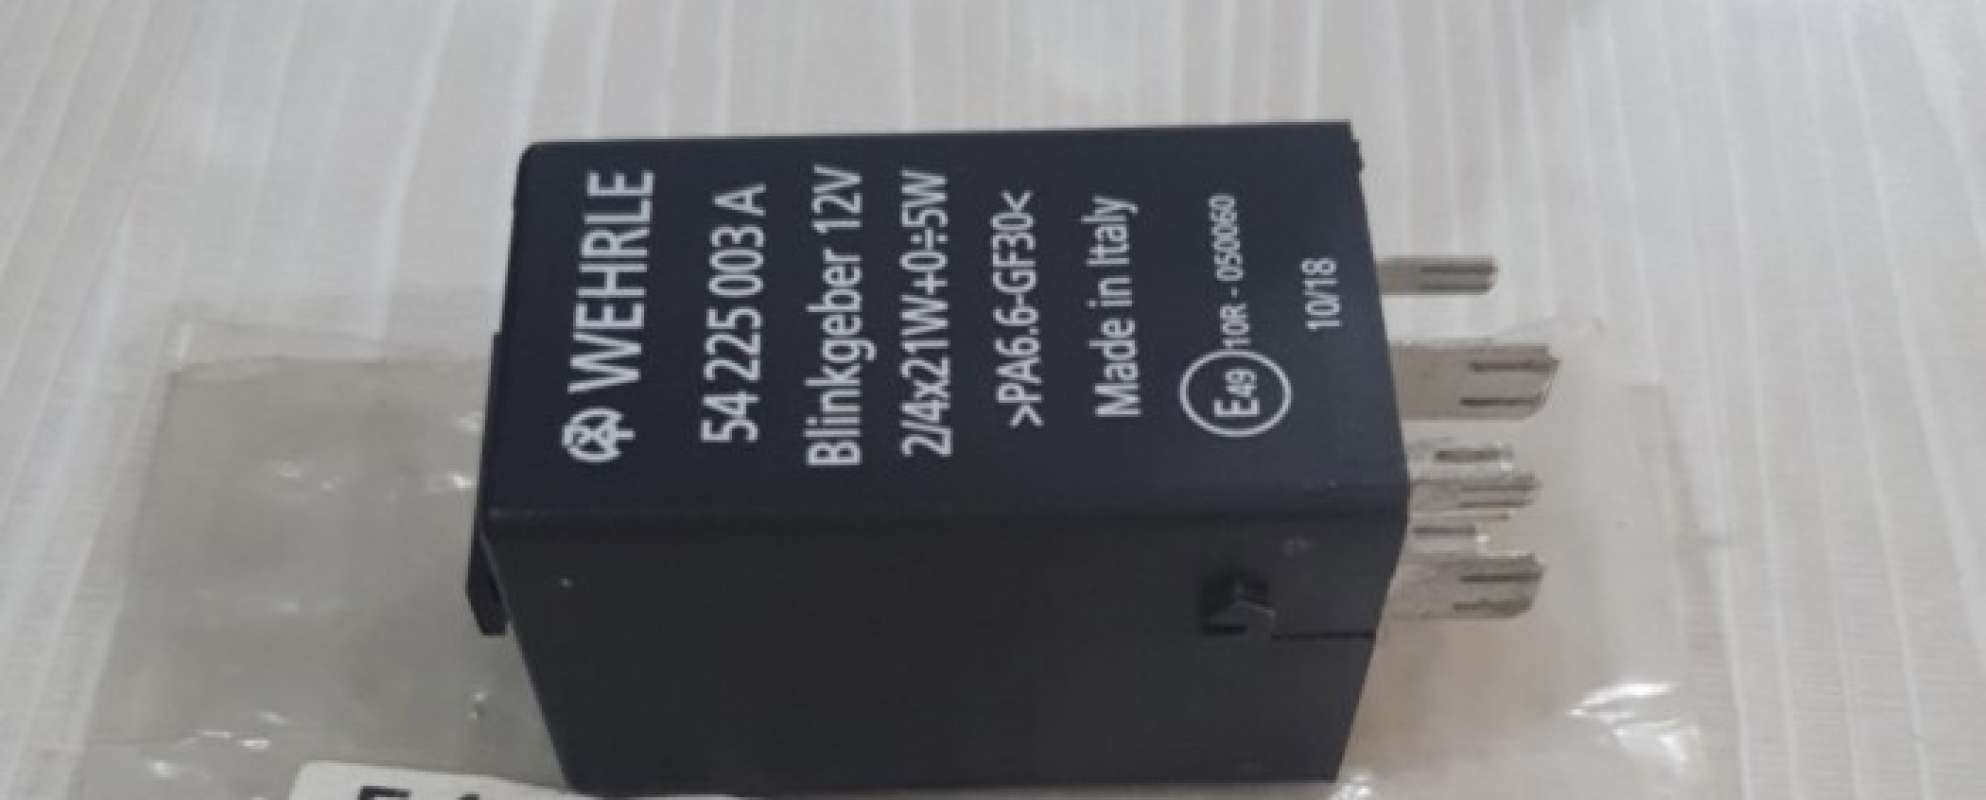 WEHRLE
54 225 003 A
Blinkgeber 12V
2/4x21W+0÷5W
>PA6.6-GF30<
Made in Italy
E49 10R - 050060
10/18